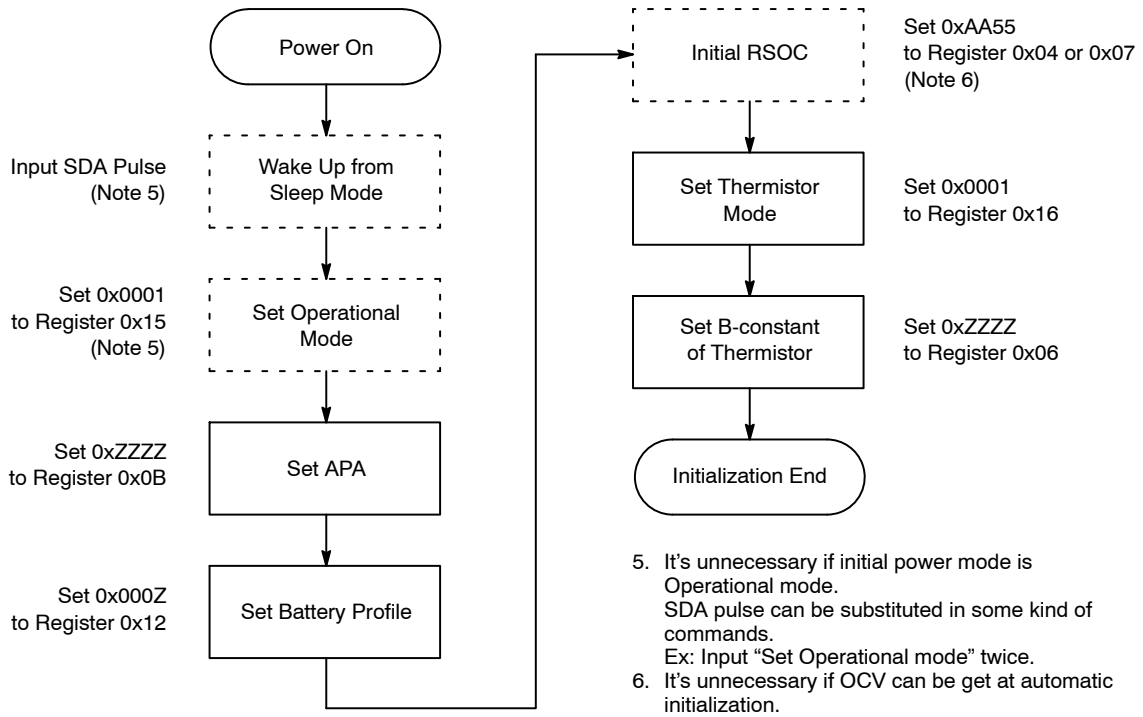 Power On
Input SDA Pulse
(Note 5)
Wake Up from
Sleep Mode
Set 0x0001
to Register 0x15
(Note 5)
Set Operational
Mode
Set 0xZZZZ
to Register 0x0B
Set APA
Set 0x000Z
to Register 0x12
Set Battery Profile
Initial RSOC
Set 0xAA55
to Register 0x04 or 0x07
(Note 6)
Set Thermistor
Mode
Set 0x0001
to Register 0x16
Set B-constant
of Thermistor
Set 0xZZZZ
to Register 0x06
Initialization End
5. It's unnecessary if initial power mode is
Operational mode.
SDA pulse can be substituted in some kind of
commands.
Ex: Input “Set Operational mode” twice.
6. It's unnecessary if OCV can be get at automatic
initialization.